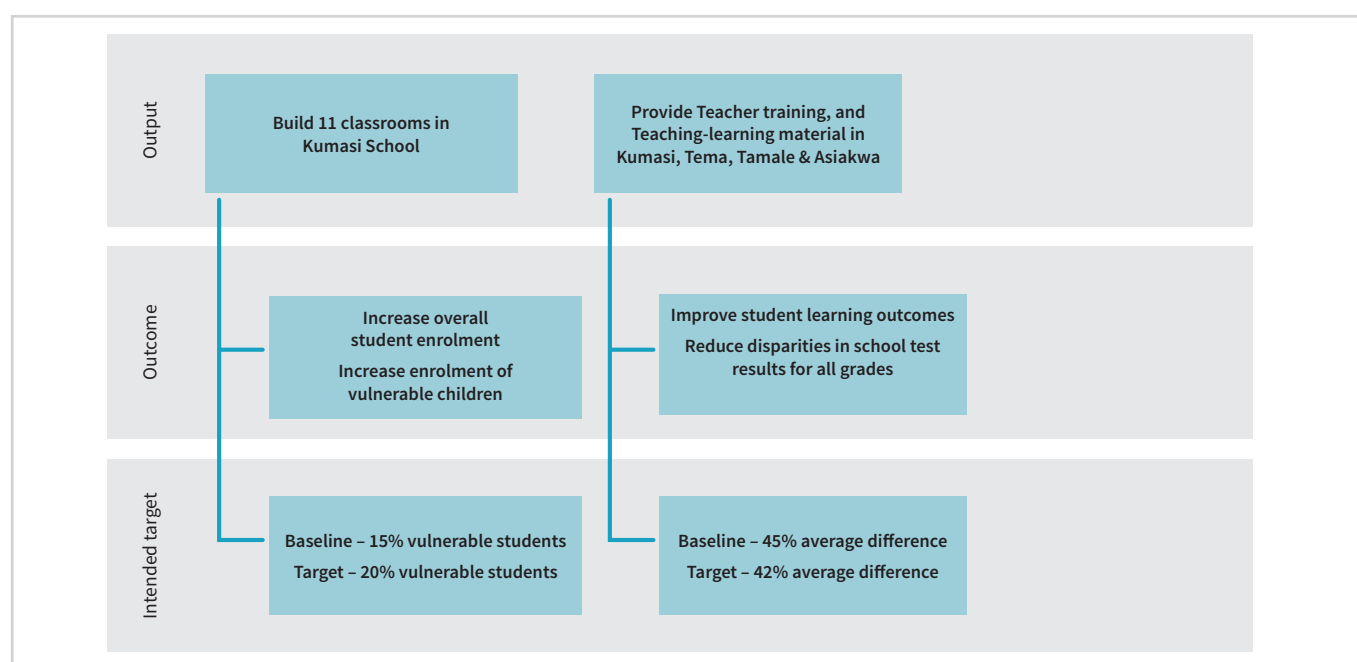 Output
Build 11 classrooms in
Kumasi School
Provide Teacher training, and
Teaching-learning material in
Kumasi, Tema, Tamale & Asiakwa
Outcome
Increase overall
student enrolment
Increase enrolment of
vulnerable children
Improve student learning outcomes
Reduce disparities in school test
results for all grades
Intended target
Baseline – 15% vulnerable students
Target – 20% vulnerable students
Baseline – 45% average difference
Target – 42% average difference